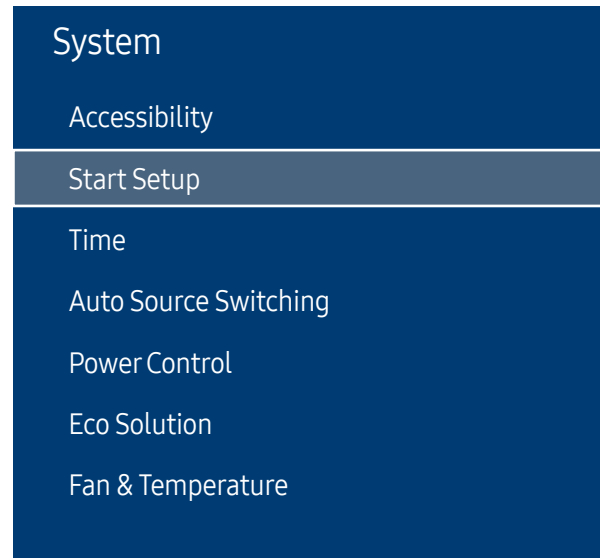 System
Accessibility
Start Setup
Time
Auto Source Switching
Power Control
Eco Solution
Fan & Temperature